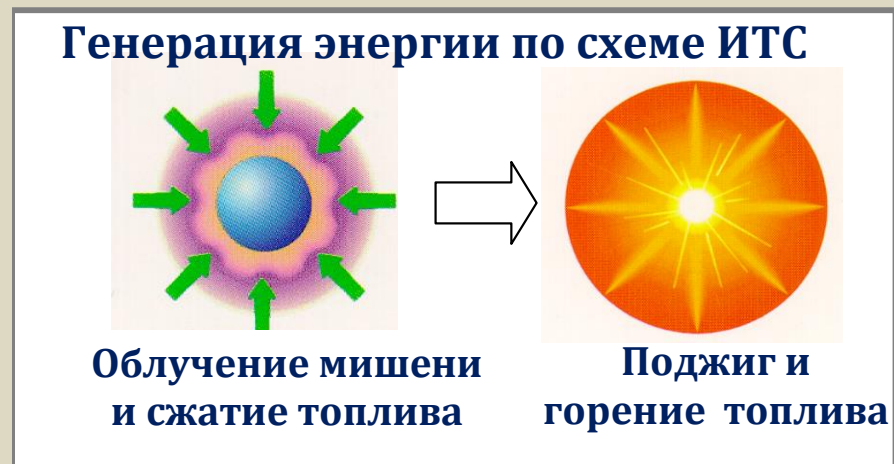 Генерация энергии по схеме ИТС
Облучение мишени
и сжатие топлива
Поджиг и
горение топлива